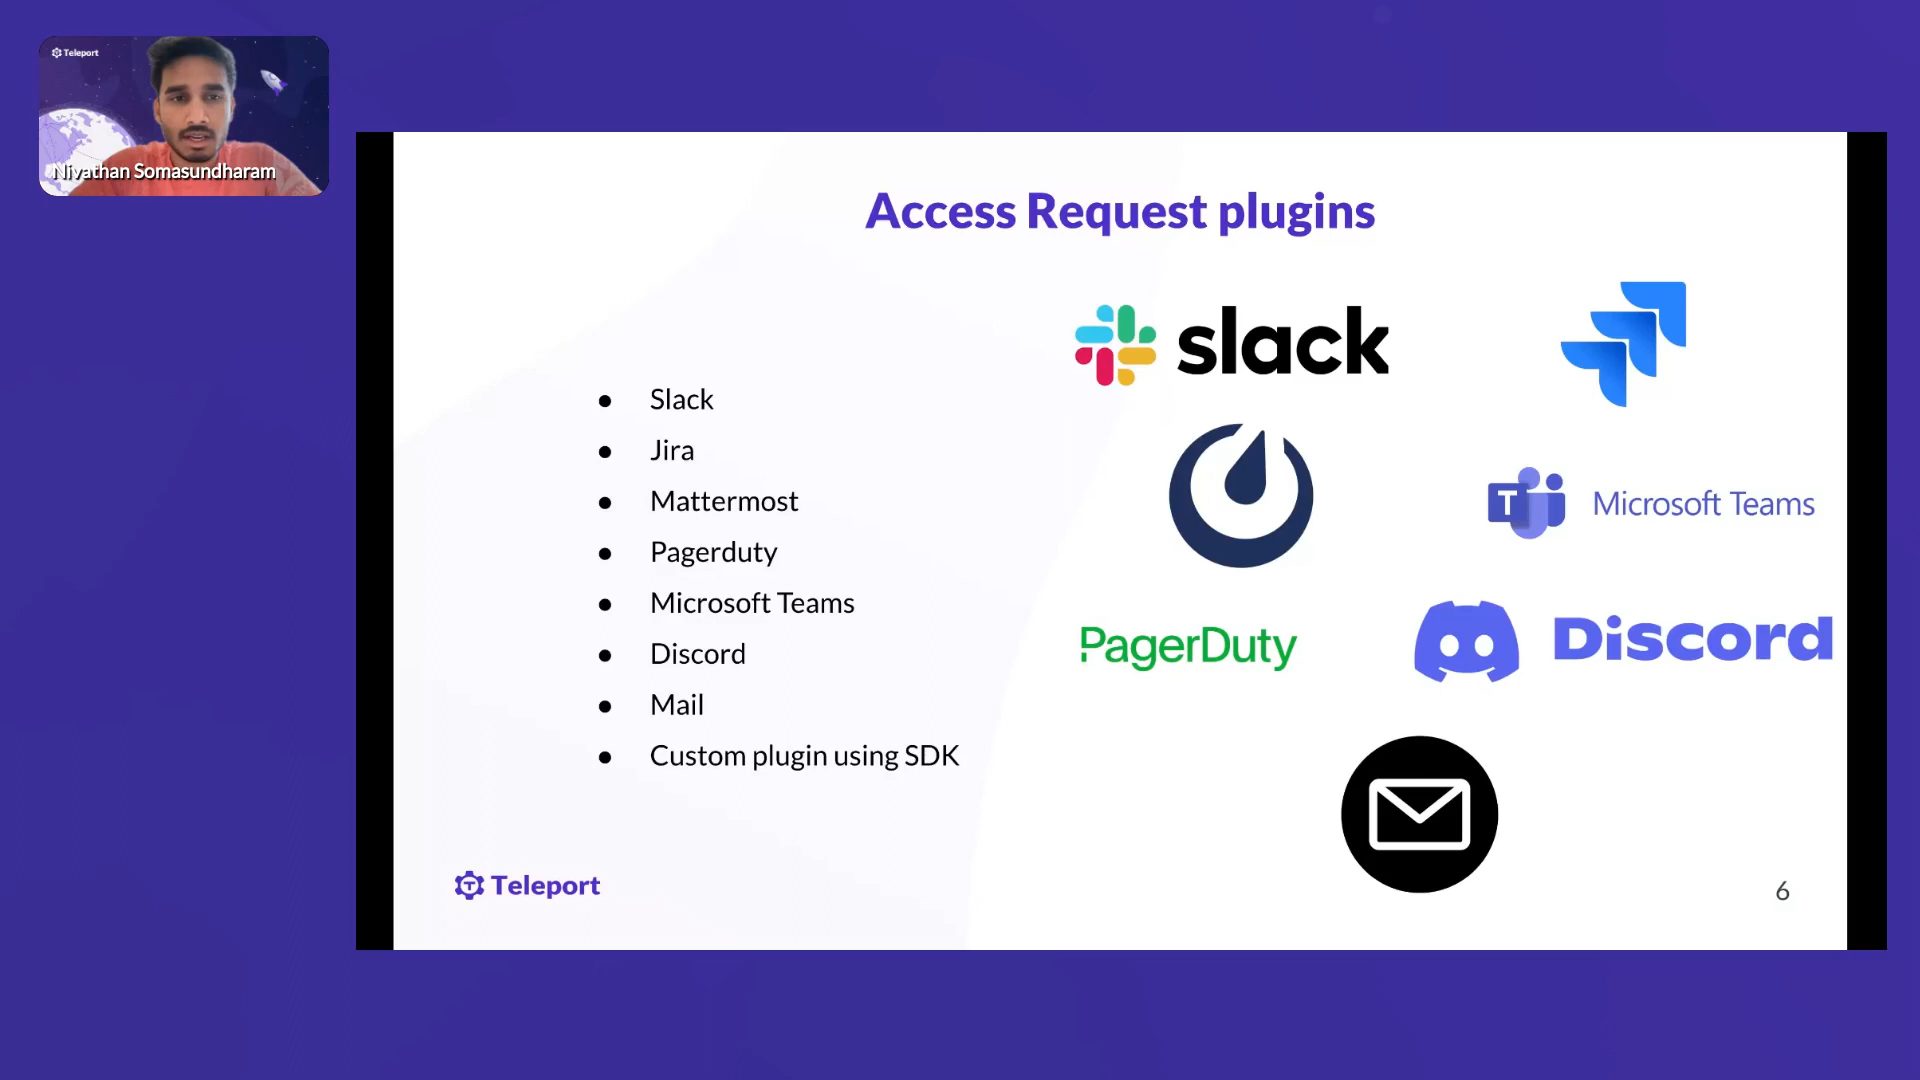 Teleport
Nivathan Somasundharam
Access Request plugins
Slack
Jira
Mattermost
Pagerduty
Microsoft Teams
Discord
Mail
Custom plugin using SDK
slack
T Microsoft Teams
PagerDuty
Discord
Teleport
6